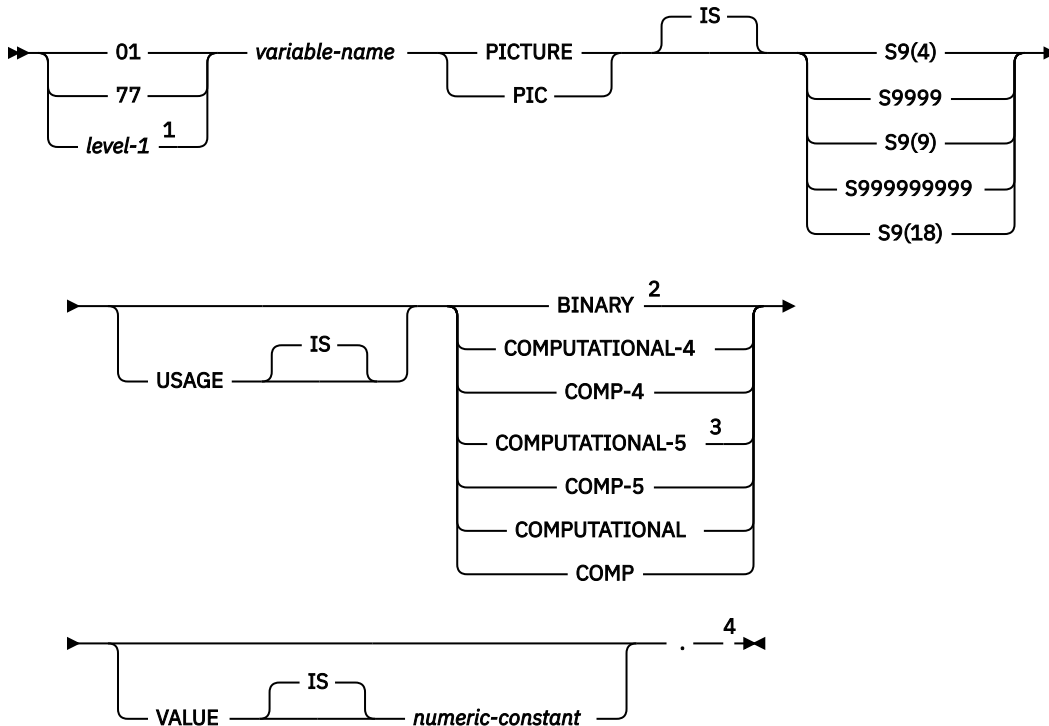 IS
01 variable-name PICTURE S9(4)
77 PIC S9999
level-1 1 S9(9)
S999999999
S9(18)
BINARY 2
IS COMPUTATIONAL-4
USAGE COMP-4
COMPUTATIONAL-5 3
COMP-5
COMPUTATIONAL
COMP
. 4
IS
VALUE numeric-constant